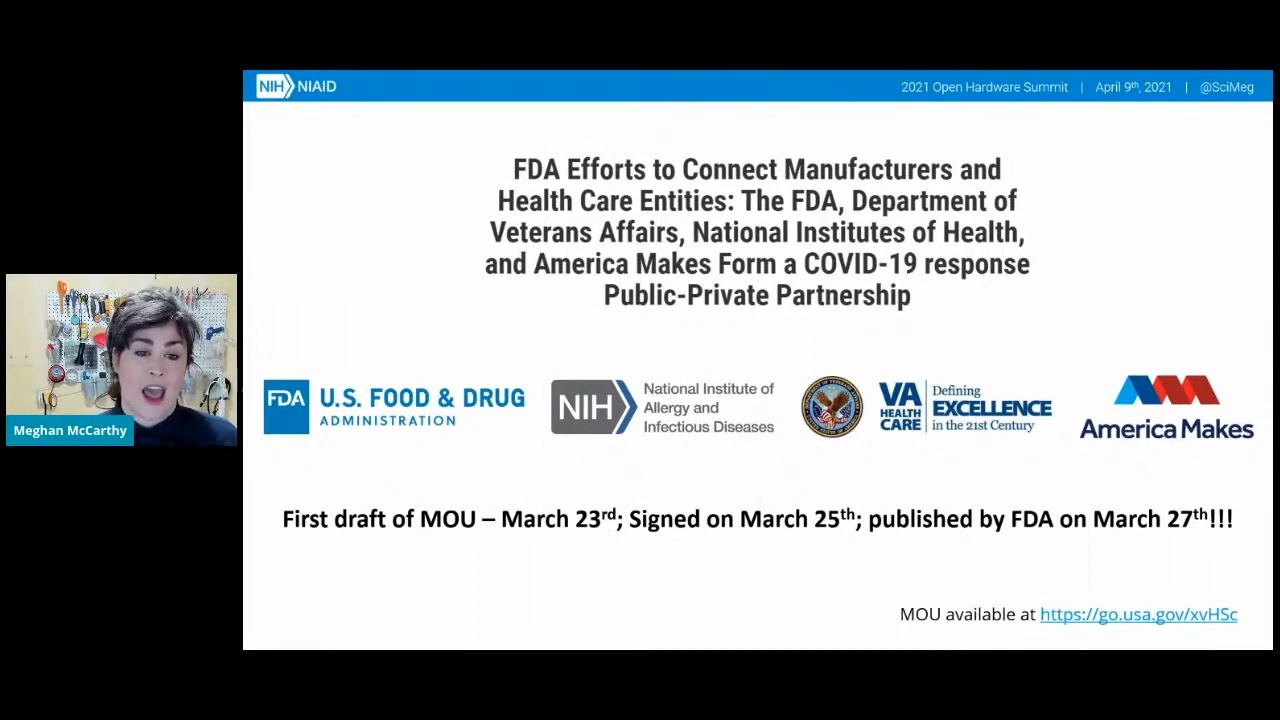 NIH NIAID
2021 Open Hardware Summit | April 9th, 2021 | @SciMeg
FDA Efforts to Connect Manufacturers and
Health Care Entities: The FDA, Department of
Veterans Affairs, National Institutes of Health,
and America Makes Form a COVID-19 response
Public-Private Partnership
FDA
U.S. FOOD & DRUG
ADMINISTRATION
NIH
National Institute of
Allergy and
Infectious Diseases
VA
HEALTH
CARE
Defining
EXCELLENCE
in the 21st Century
America Makes
Meghan McCarthy
First draft of MOU – March 23rd; Signed on March 25th; published by FDA on March 27th!!!
MOU available at https://go.usa.gov/xvHSc